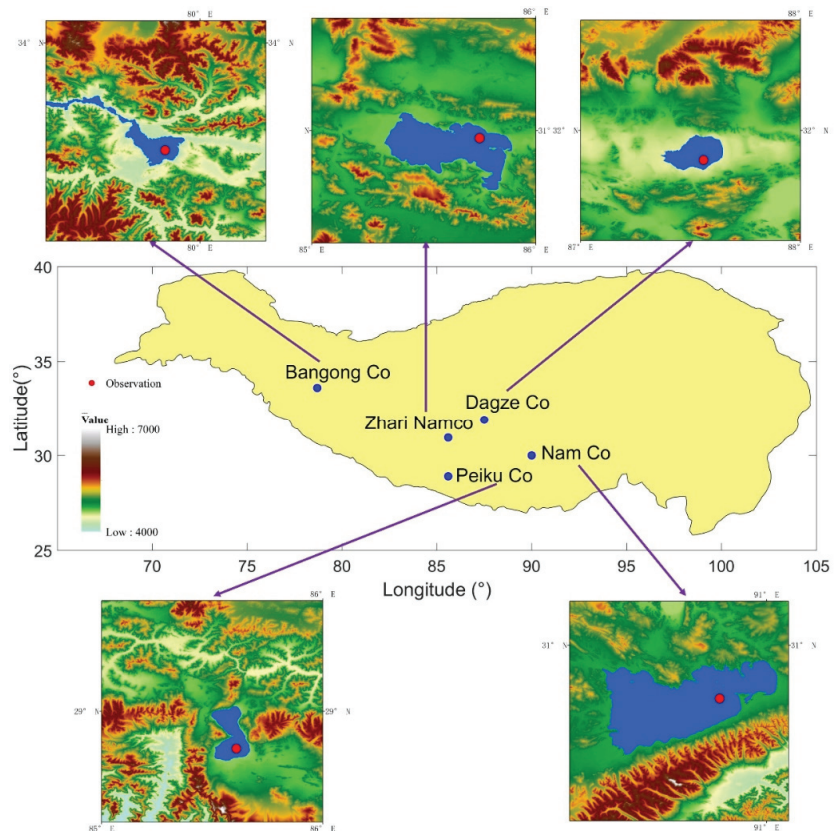 80° E
86° E
88° E
34° N
34° N
N
31°
32°
N
32° N
80° E
85° E
86° E
87° E
88° E
40
35
30
25
Latitude(°)
Bangong Co
Dagze Co
Zhari Namco
Nam Co
Peiku Co
Observation
Value
High : 7000
Low : 4000
70
75
80
85
90
95
100
105
Longitude (°)
86° E
91° E
31° N
31° N
29° N
29° N
85° E
86° E
91° E